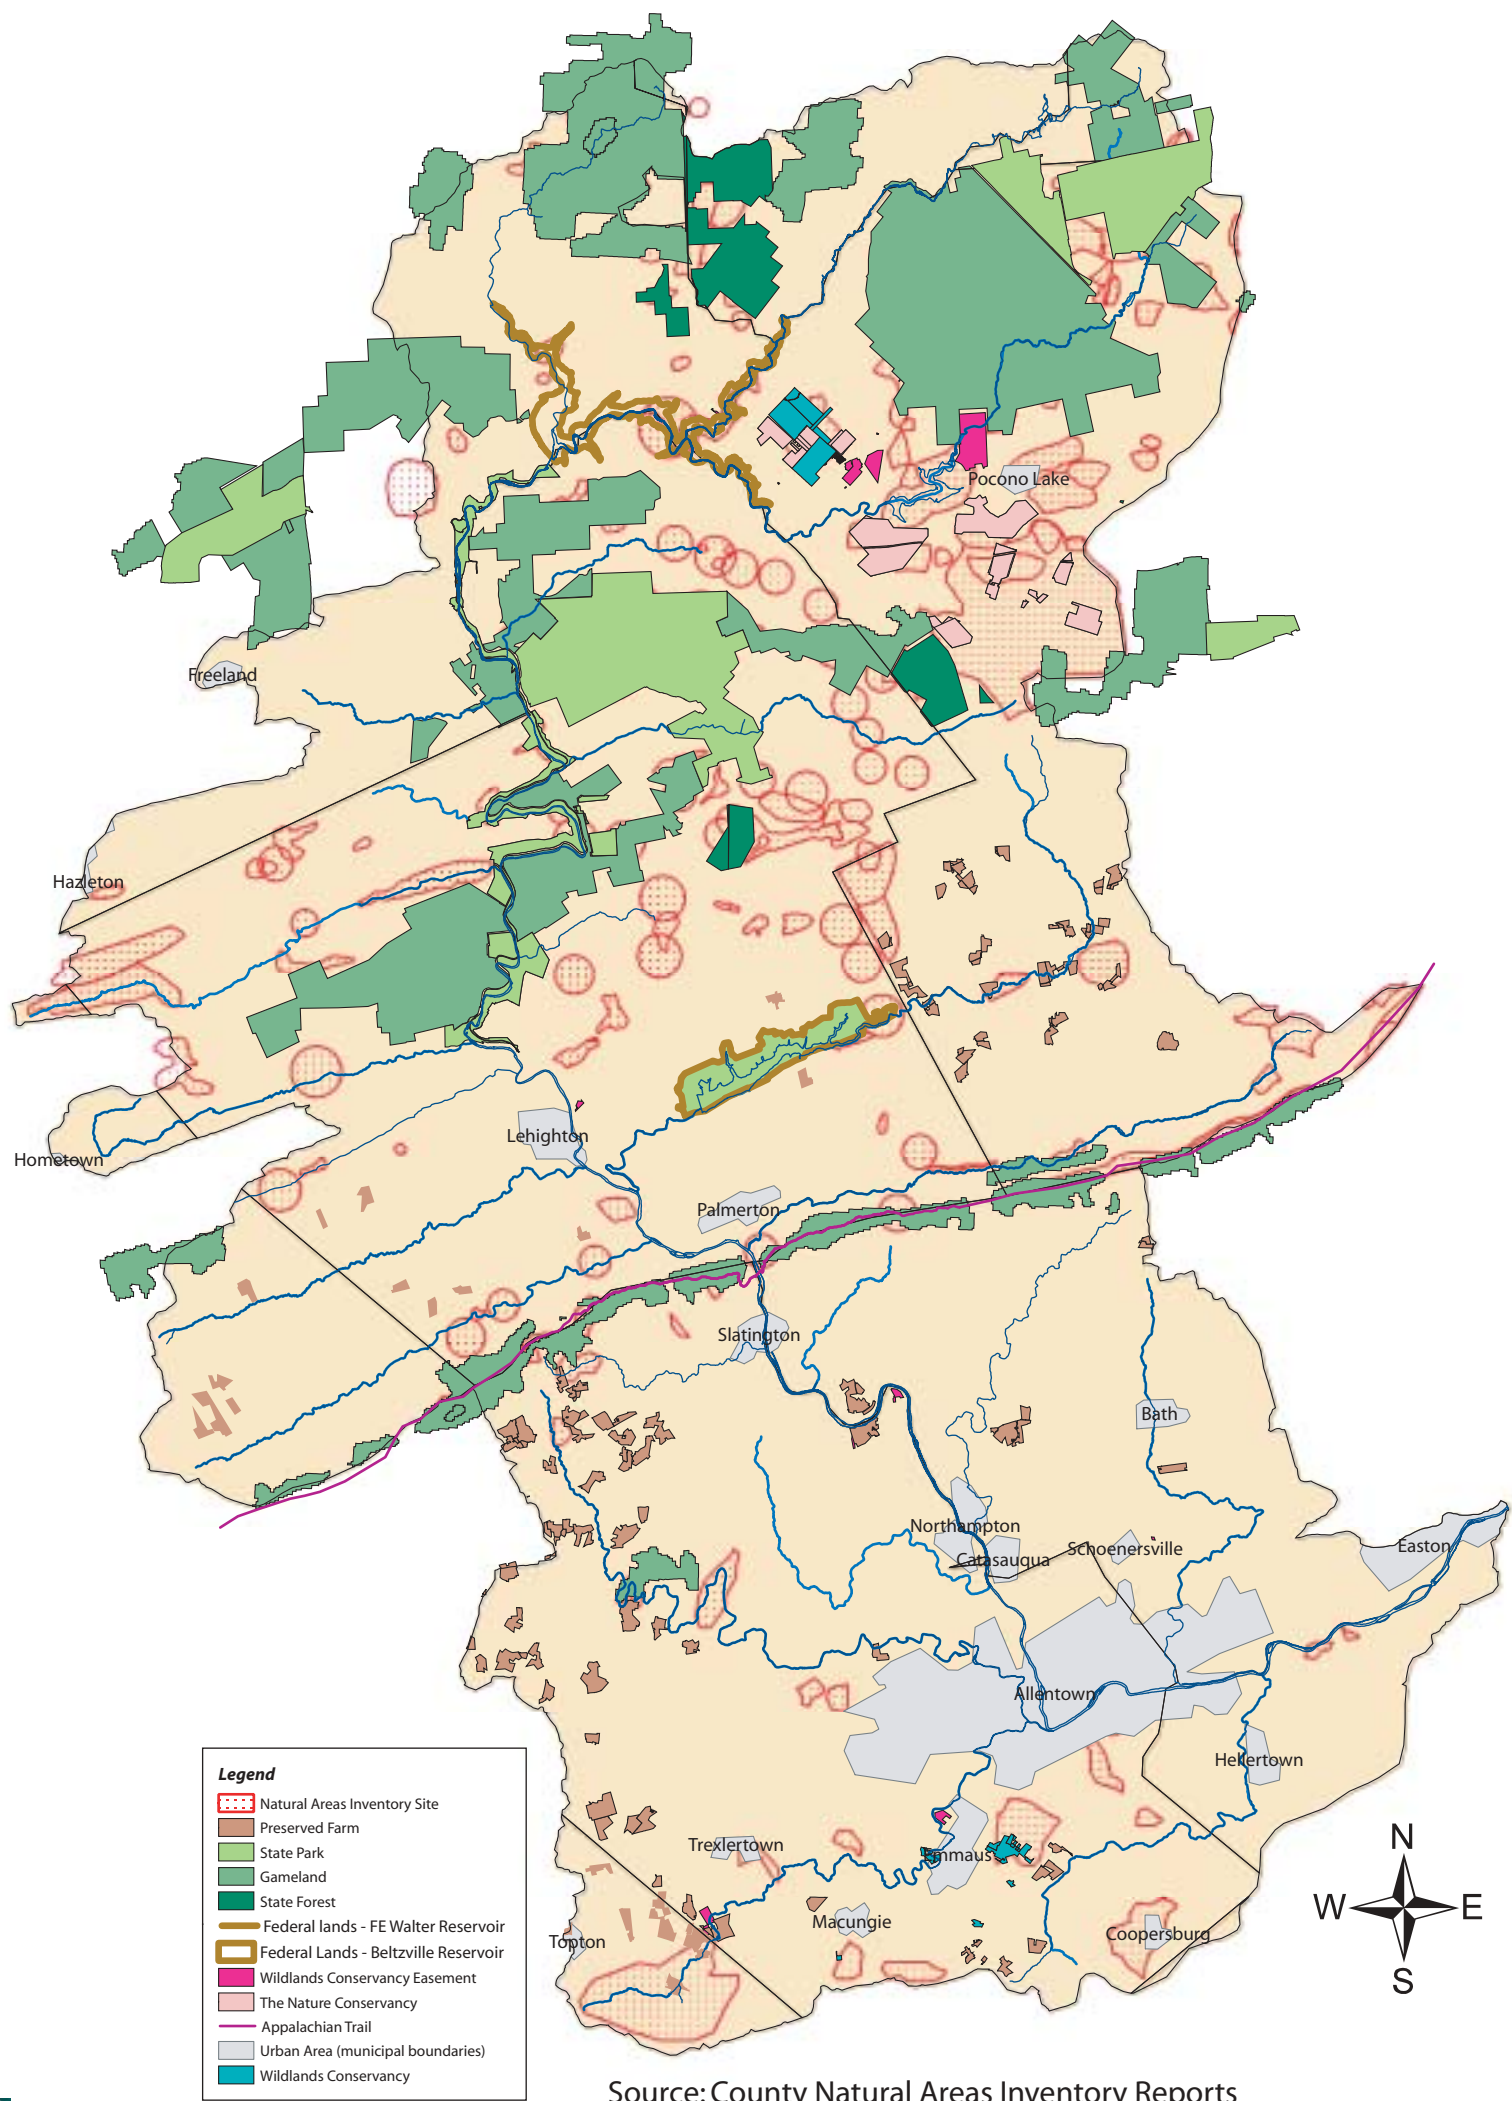 Pocono Lake
Freeland
Hazleton
Hometown
Lehighton
Palmerton
Slatington
Bath
Northampton
Catasauqua
Schoenersville
Easton
Allentown
Hellertown
Trexlertown
Emmaus
Macungie
Topton
Coopersburg
Legend
Natural Areas Inventory Site
Preserved Farm
State Park
Gameland
State Forest
Federal lands - FE Walter Reservoir
Federal Lands - Beltzville Reservoir
Wildlands Conservancy Easement
The Nature Conservancy
Appalachian Trail
Urban Area (municipal boundaries)
Wildlands Conservancy
N
W E
S
Source: County Natural Areas Inventory Reports